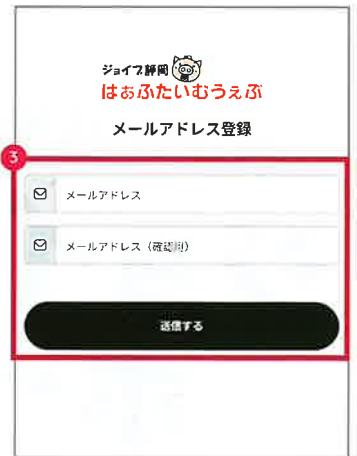 ジョイブ静岡
はぁふたいむうぇぶ
メールアドレス登録
3
メールアドレス
メールアドレス（確認用）
送信する